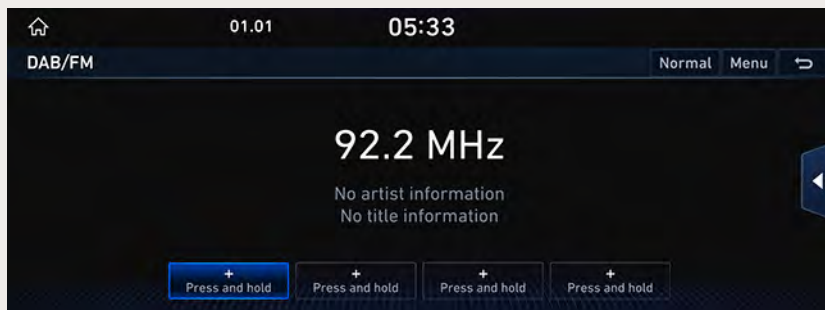 01.01 05:33
DAB/FM Normal Menu
92.2 MHz
No artist information
No title information
+ + + +
Press and hold Press and hold Press and hold Press and hold